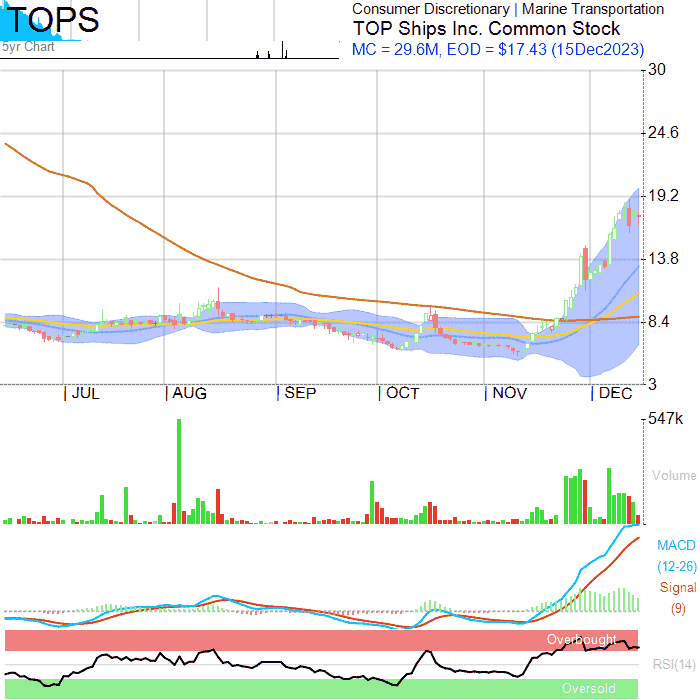 TOPS
Consumer Discretionary | Marine Transportation
TOP Ships Inc. Common Stock
5yr Chart
MC = 29.6M, EOD = $17.43 (15Dec2023)
30
24.6
19.2
13.8
8.4
3
JUL AUG SEP OCT NOV DEC
547k
Volume
MACD
(12-26)
Signal
(9)
Overbought
RSI(14)
Oversold